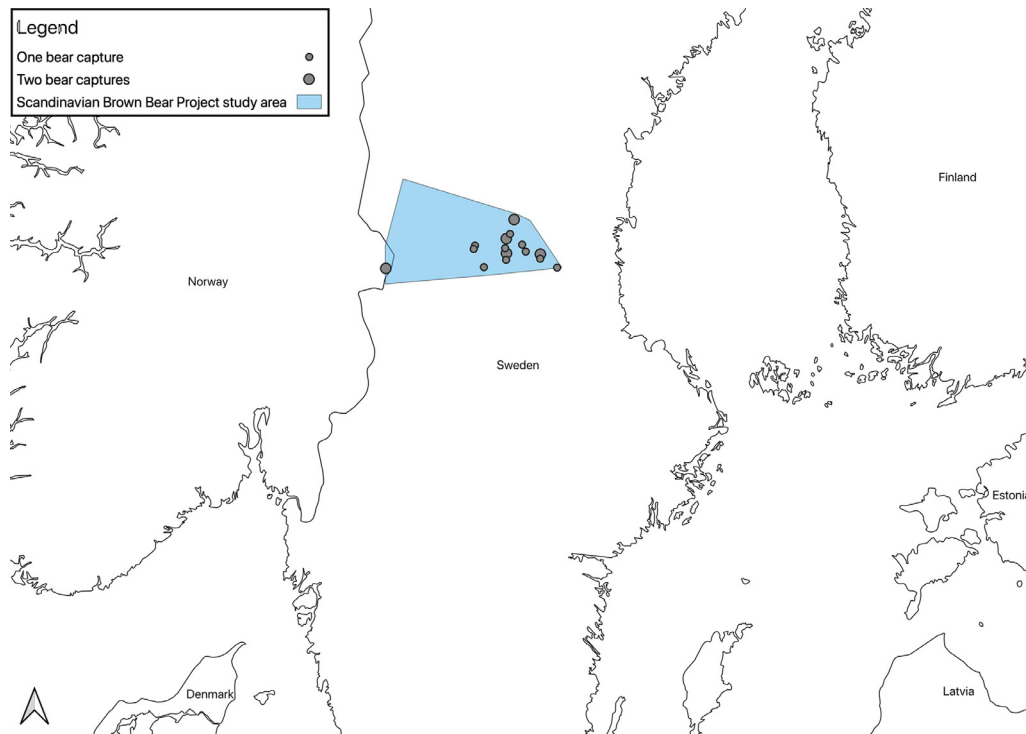 Legend
One bear capture
Two bear captures
Scandinavian Brown Bear Project study area
Finland
Norway
Sweden
Estonia
Denmark
Latvia